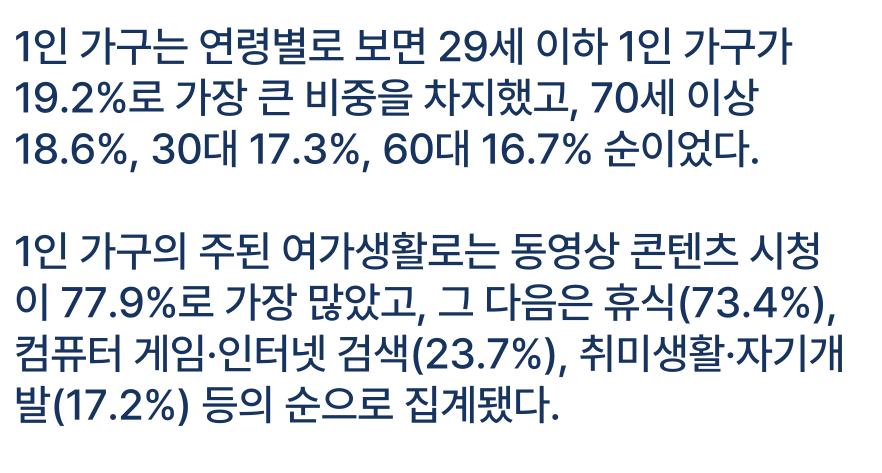 1인 가구는 연령별로 보면 29세 이하 1인 가구가
19.2%로 가장 큰 비중을 차지했고, 70세 이상
18.6%, 30대 17.3%, 60대 16.7% 순이었다.
1인 가구의 주된 여가생활로는 동영상 콘텐츠 시청
이 77.9%로 가장 많았고, 그 다음은 휴식(73.4%),
컴퓨터 게임·인터넷 검색(23.7%), 취미생활·자기개
발(17.2%) 등의 순으로 집계됐다.